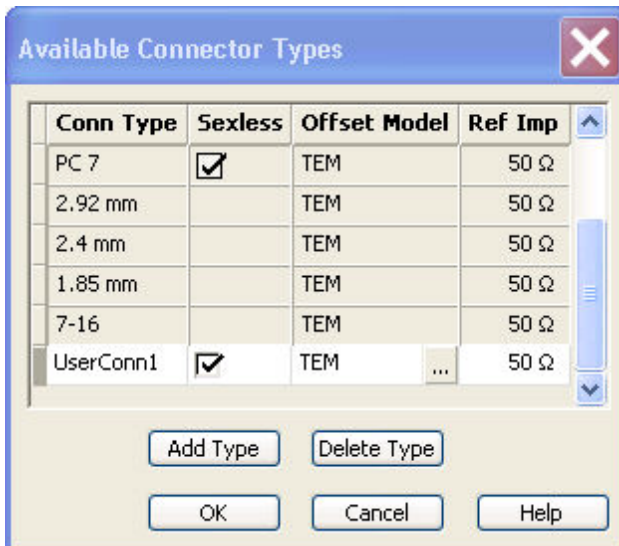 Available Connector Types
Conn Type Sexless Offset Model Ref Imp
PC 7 TEM 50 Ω
2.92 mm TEM 50 Ω
2.4 mm TEM 50 Ω
1.85 mm TEM 50 Ω
7-16 TEM 50 Ω
UserConn1 TEM ... 50 Ω
Add Type Delete Type
OK Cancel Help